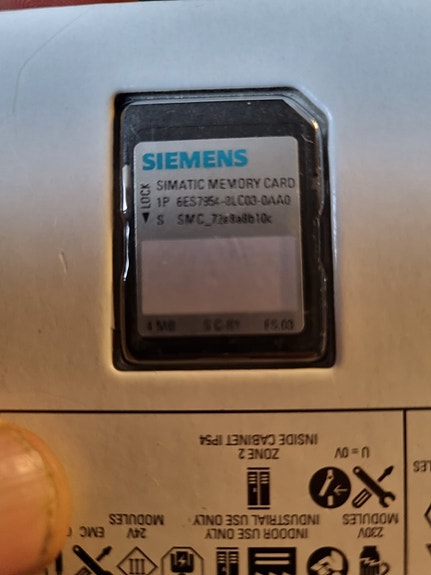 SIEMENS
LOCK
SIMATIC MEMORY CARD
1P 6ES7954-8LC03-0AA0
S SMC_72e8a8b10c
4 MB
FS:03
ZONE 2
INSIDE CABINET IP54
U = 0V
230V
MODULES
INDOOR USE ONLY
INDUSTRIAL USE ONLY
24V
MODULES
EMC